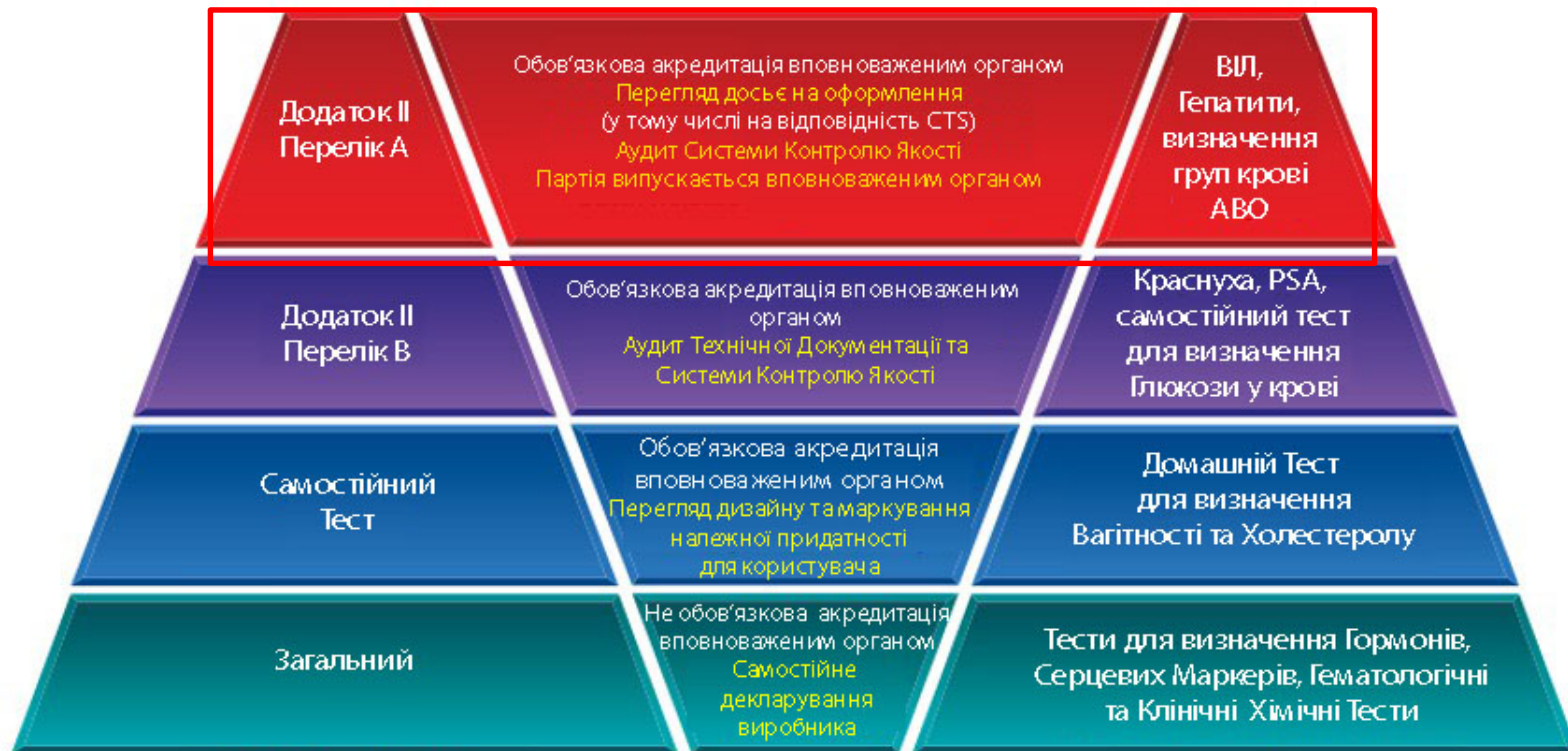 Додаток II
Перелік А
Обов'язкова акредитація вповноваженим органом
Перегляд досьє на оформлення
(у тому числі на відповідність CTS)
Аудит Системи Контролю Якості
Партія випускається вповноваженим органом
ВІЛ,
Гепатити,
визначення
груп крові
АВО
Додаток II
Перелік В
Обов'язкова акредитація вповноваженим
органом
Аудит Технічної Документації та
Системи Контролю Якості
Краснуха, PSA,
самостійний тест
для визначення
Глюкози у крові
Самостійний
Тест
Обов'язкова акредитація
вповноваженим органом
Перегляд дизайну та маркування
належної придатності
для користувача
Домашній Тест
для визначення
Вагітності та Холестеролу
Загальний
Не обов'язкова акредитація
вповноваженим органом
Самостійне
декларування
виробника
Тести для визначення Гормонів,
Серцевих Маркерів, Гематологічні
та Клінічні Хімічні Тести